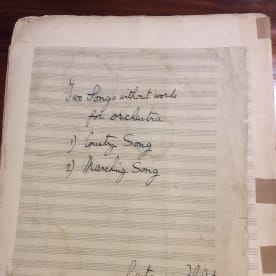 Two Songs without words
for orchestra
1) Country Song
2) Marching Song